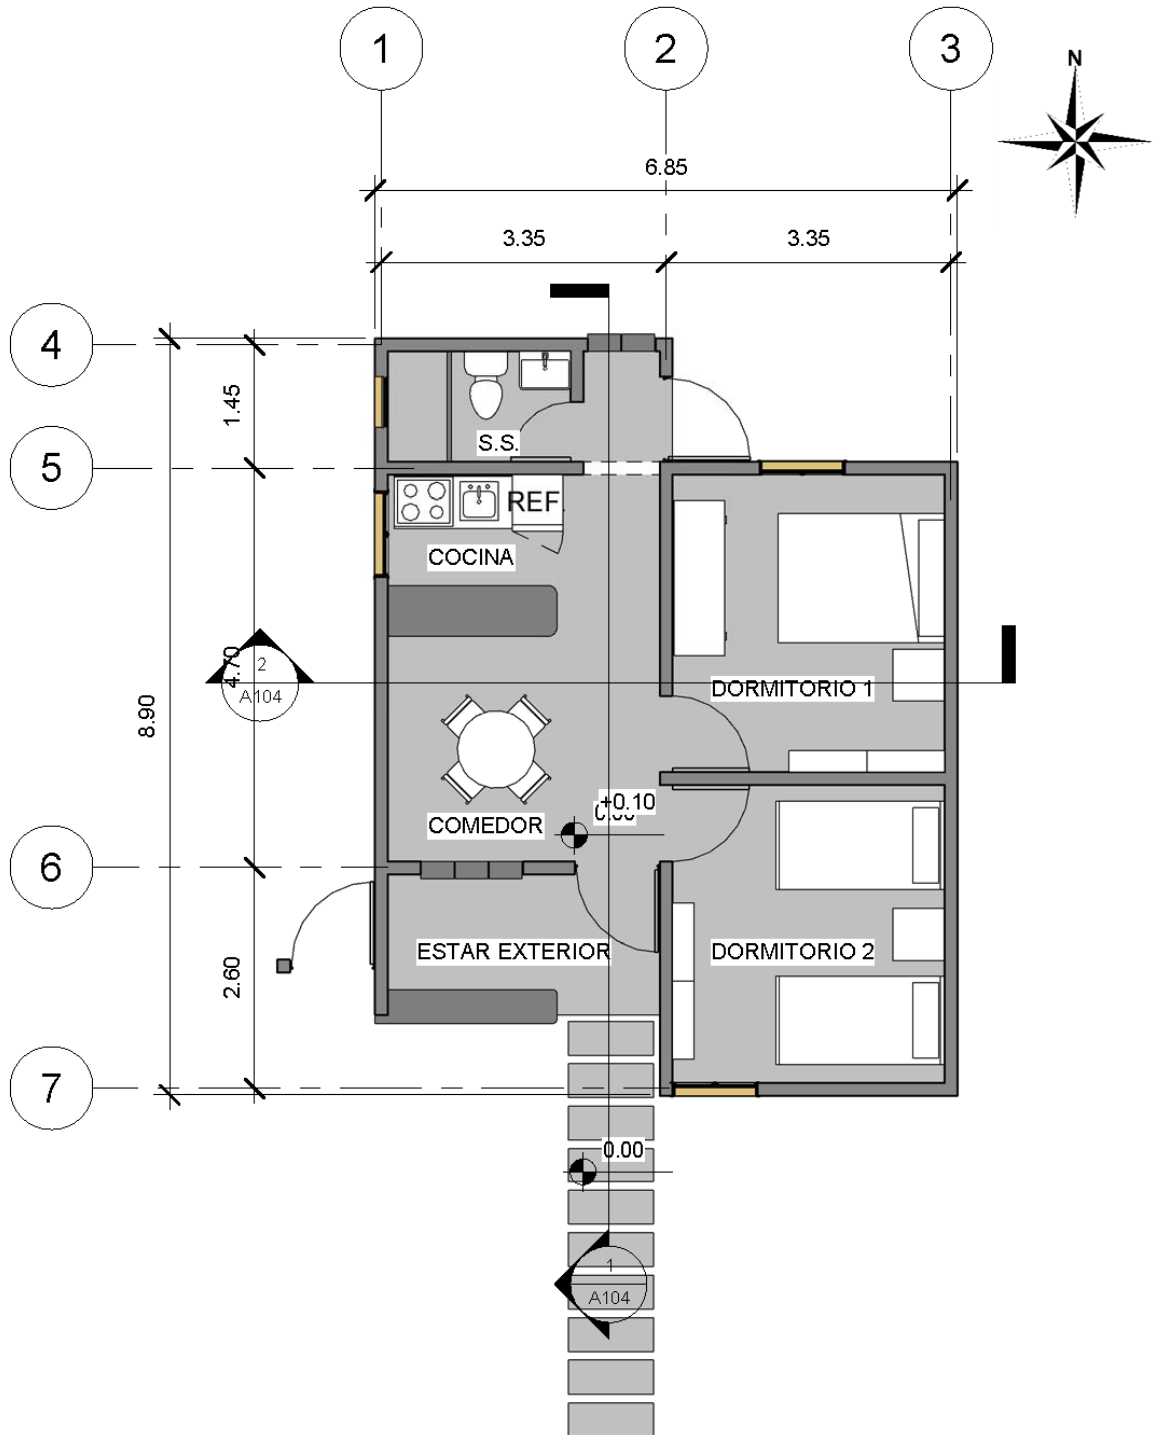 1
2
3
N
6.85
3.35
3.35
4
1.45
5
S.S.
REF.
COCINA
2
4.70
A104
8.90
DORMITORIO 1
+0.10
COMEDOR
6
ESTAR EXTERIOR
DORMITORIO 2
2.60
7
0.00
1
A104